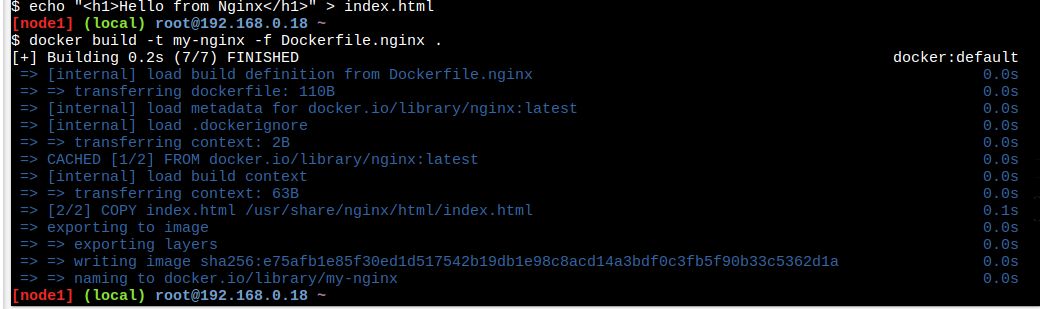 $ echo "<h1>Hello from Nginx</h1>" > index.html
[node1] (local) root@192.168.0.18 ~
$ docker build -t my-nginx -f Dockerfile.nginx .
[+] Building 0.2s (7/7) FINISHED docker:default
=> [internal] load build definition from Dockerfile.nginx 0.0s
=> => transferring dockerfile: 110B 0.0s
=> [internal] load metadata for docker.io/library/nginx:latest 0.0s
=> [internal] load .dockerignore 0.0s
=> => transferring context: 2B 0.0s
=> CACHED [1/2] FROM docker.io/library/nginx:latest 0.0s
=> [internal] load build context 0.0s
=> => transferring context: 63B 0.0s
=> [2/2] COPY index.html /usr/share/nginx/html/index.html 0.1s
=> exporting to image 0.0s
=> => exporting layers 0.0s
=> => writing image sha256:e75afb1e85f30ed1d517542b19db1e98c8acd14a3bdf0c3fb5f90b33c5362d1a 0.0s
=> => naming to docker.io/library/my-nginx 0.0s
[node1] (local) root@192.168.0.18 ~